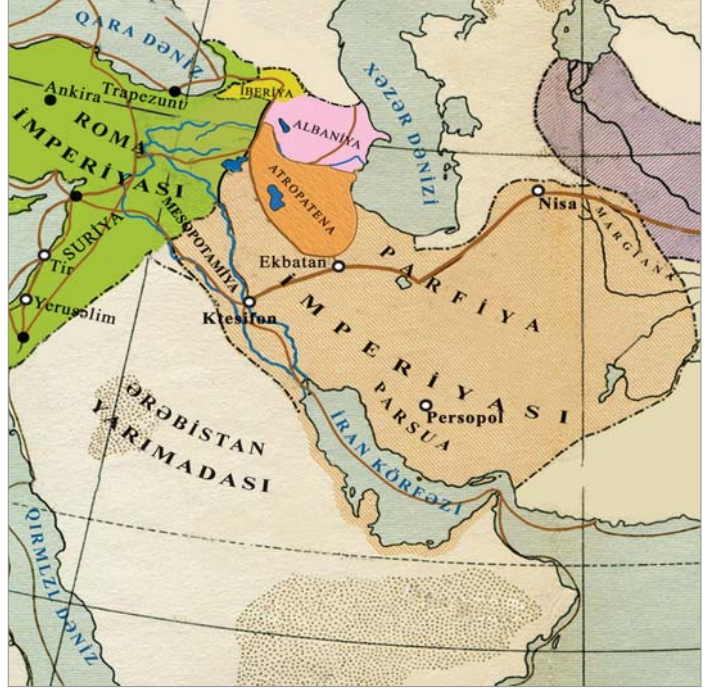 QARA DƏNİZ
Ankira
Trapezunt
İBERİYA
ROMA
İMPERİYASI
ALBANİYA
XƏZƏR DƏNİZİ
ATROPATENA
SURİYA
MESOPOTAMİYA
Nisa
MARGİANA
Tir
Ekbatan
PARFİYA
İMPERİYASI
Yerusəlim
Ktesifon
PARSUA
Persopol
ƏRƏBİSTAN
YARIMADASI
İRAN KÖRFƏZİ
QIRMLZI DƏNİZ